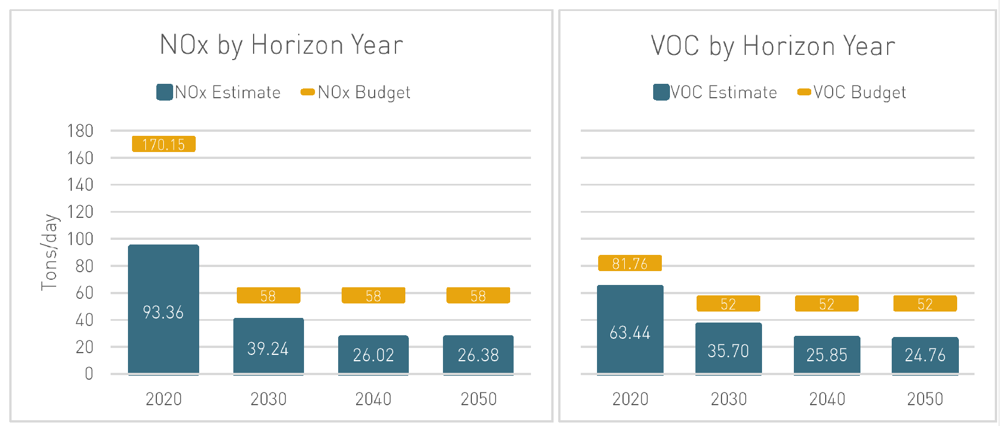 NOx by Horizon Year
NOx Estimate NOx Budget
Tons/day
180
160
140
120
100
80
60
40
20
0
170.15
58 58 58
93.36
39.24 26.02 26.38
2020 2030 2040 2050
VOC by Horizon Year
VOC Estimate VOC Budget
81.76
52 52 52
63.44
35.70 25.85 24.76
2020 2030 2040 2050